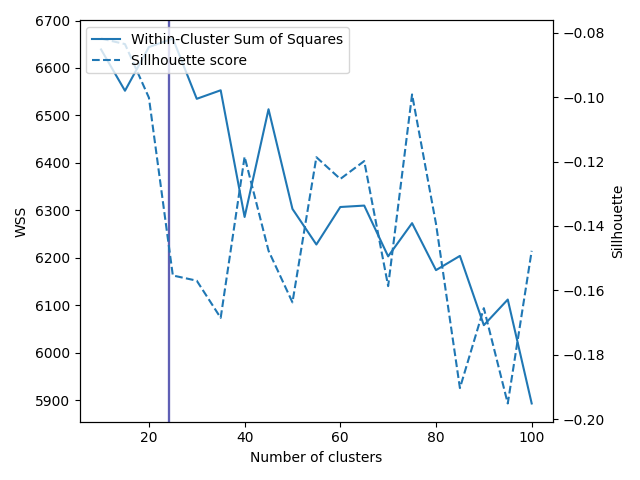 Within-Cluster Sum of Squares
Sillhouette score
6700
6600
6500
6400
6300
6200
6100
6000
5900
WSS
−0.08
−0.10
−0.12
−0.14
−0.16
−0.18
−0.20
Sillhouette
20 40 60 80 100
Number of clusters